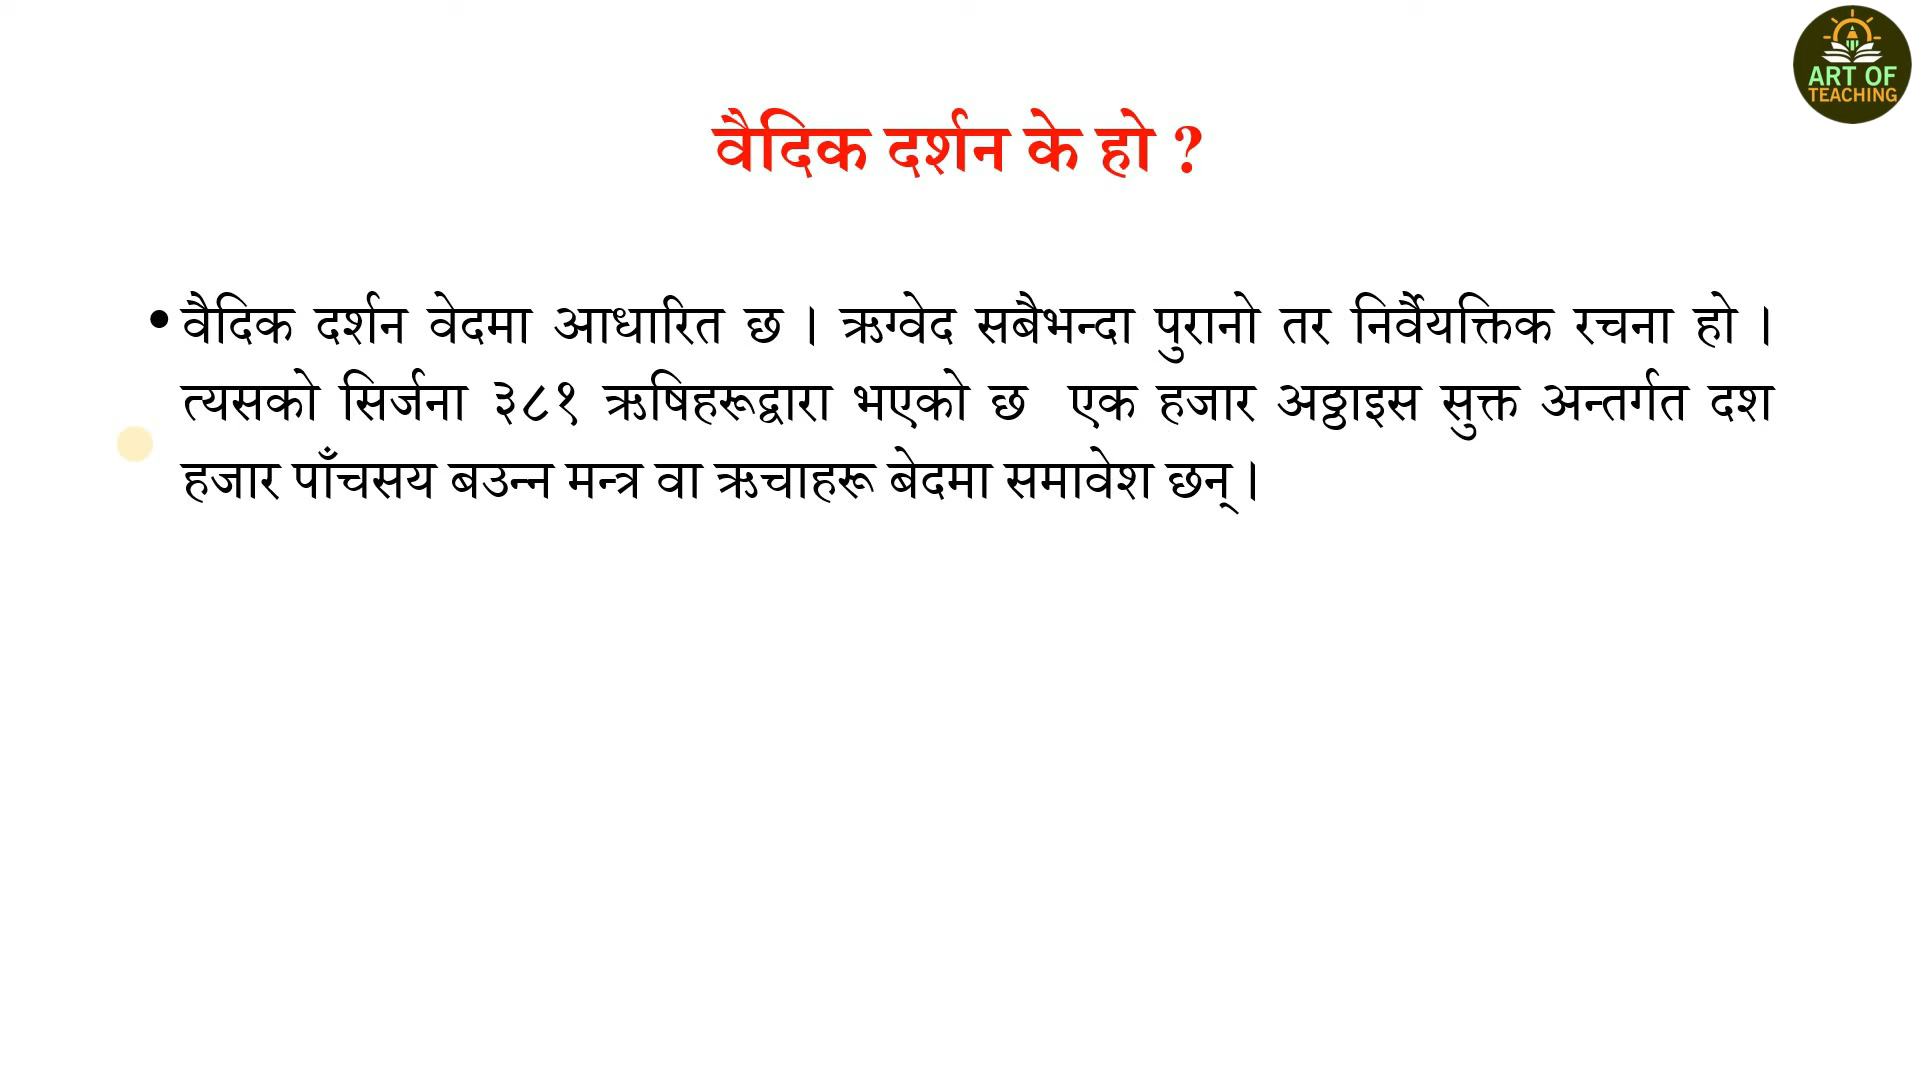 ART OF
TEACHING
वैदिक दर्शन के हो ?
• वैदिक दर्शन वेदमा आधारित छ । ऋग्वेद सबैभन्दा पुरानो तर निर्वैयक्तिक रचना हो ।
त्यसको सिर्जना ३८१ ऋषिहरूद्वारा भएको छ एक हजार अठ्ठाइस सुक्त अन्तर्गत दश
हजार पाँचसय बउन्न मन्त्र वा ऋचाहरू बेदमा समावेश छन् ।